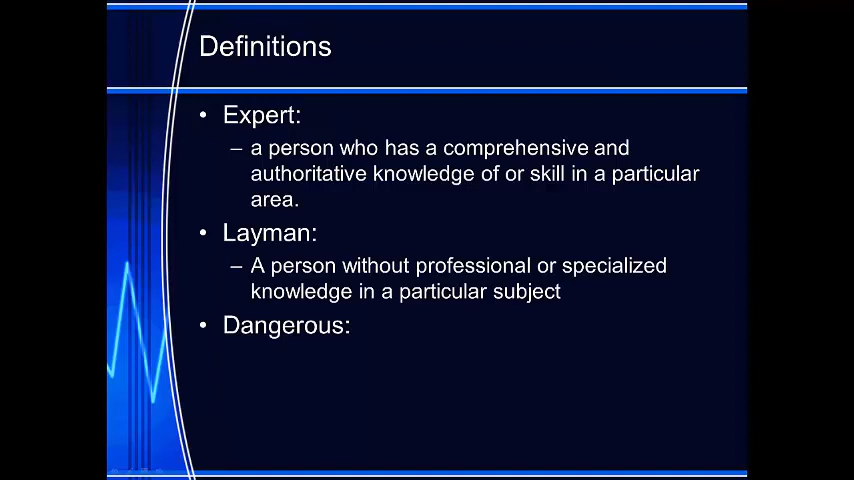 Definitions
• Expert:
– a person who has a comprehensive and
authoritative knowledge of or skill in a particular
area.
• Layman:
– A person without professional or specialized
knowledge in a particular subject
• Dangerous: